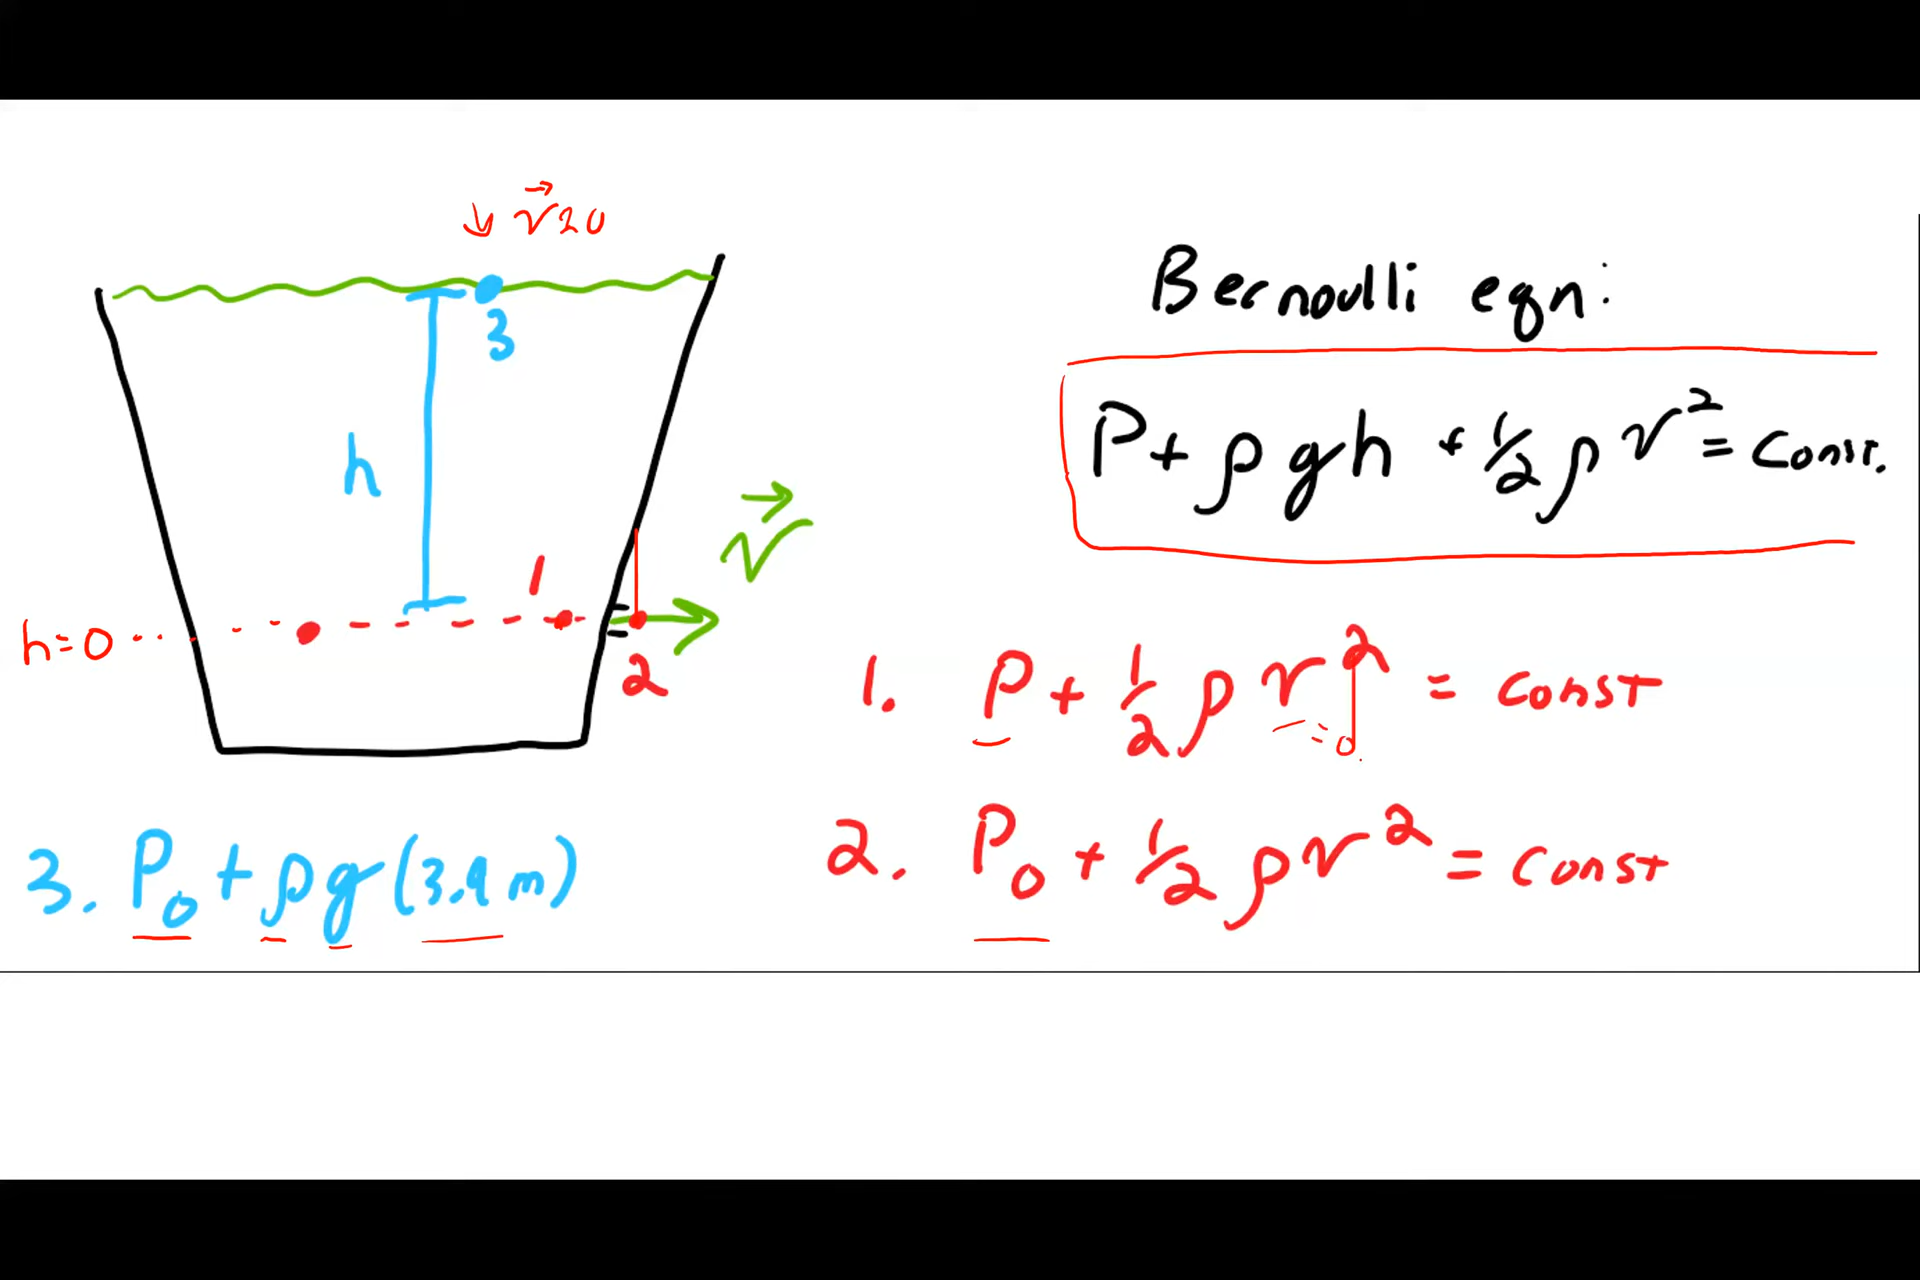 ↓ v⃗≈0
3
h
1
v⃗
h=0
2
3. P₀ + ρg(3.9m)
Bernoulli eqn:
P + ρgh + ½ρv² = const.
1. P + ½ρv² = const
≈0
2. P₀ + ½ρv² = const